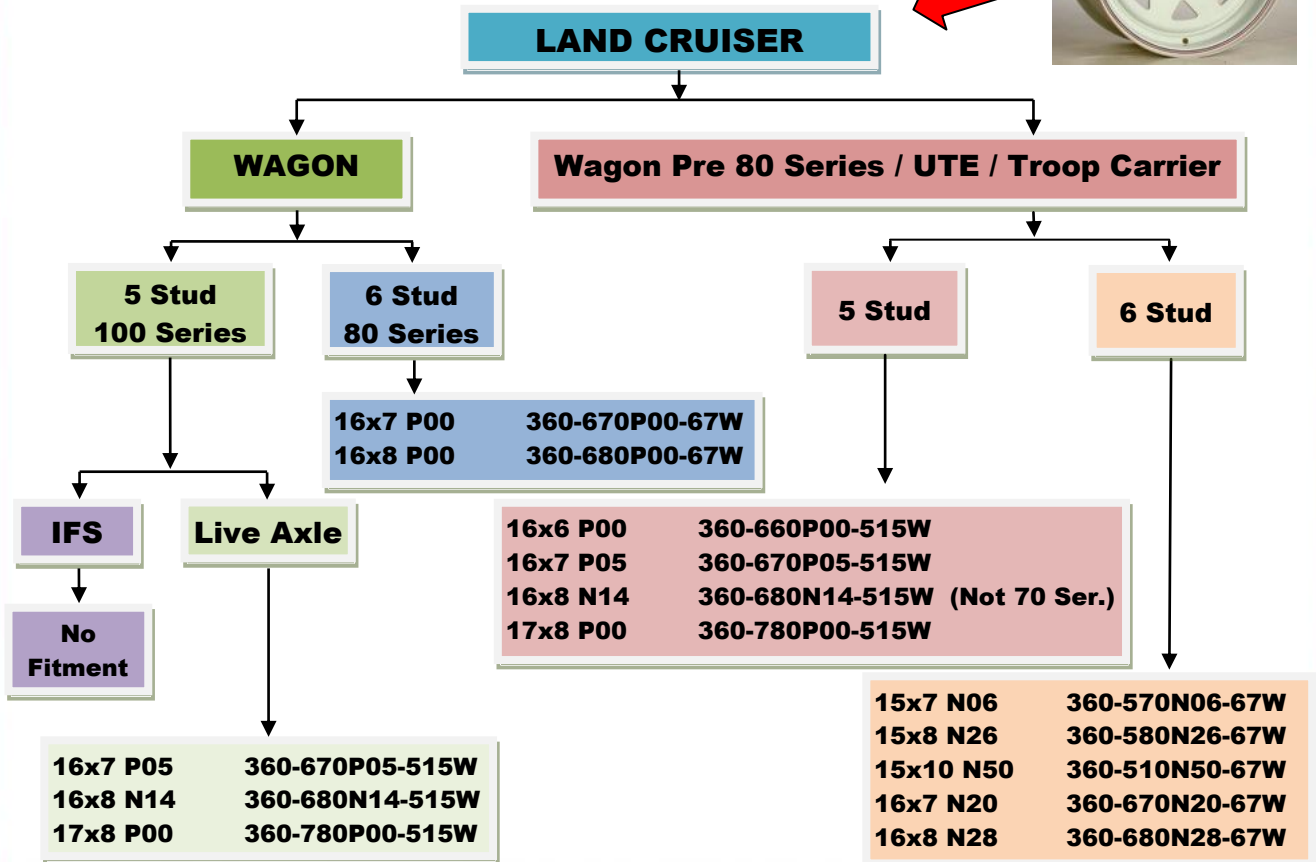 LAND CRUISER
WAGON
Wagon Pre 80 Series / UTE / Troop Carrier
5 Stud
100 Series
6 Stud
80 Series
5 Stud
6 Stud
16x7 P00 360-670P00-67W
16x8 P00 360-680P00-67W
IFS
Live Axle
No
Fitment
16x6 P00 360-660P00-515W
16x7 P05 360-670P05-515W
16x8 N14 360-680N14-515W (Not 70 Ser.)
17x8 P00 360-780P00-515W
16x7 P05 360-670P05-515W
16x8 N14 360-680N14-515W
17x8 P00 360-780P00-515W
15x7 N06 360-570N06-67W
15x8 N26 360-580N26-67W
15x10 N50 360-510N50-67W
16x7 N20 360-670N20-67W
16x8 N28 360-680N28-67W